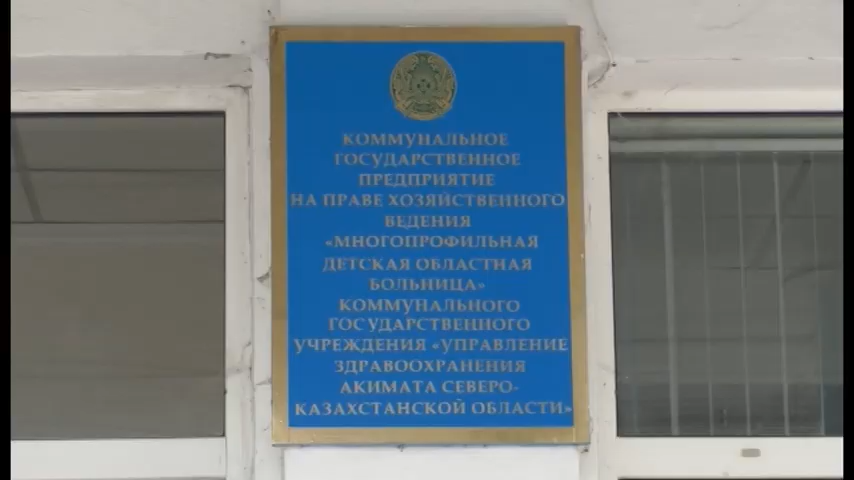 КОММУНАЛЬНОЕ
ГОСУДАРСТВЕННОЕ
ПРЕДПРИЯТИЕ
НА ПРАВЕ ХОЗЯЙСТВЕННОГО
ВЕДЕНИЯ
«МНОГОПРОФИЛЬНАЯ
ДЕТСКАЯ ОБЛАСТНАЯ
БОЛЬНИЦА»
КОММУНАЛЬНОГО
ГОСУДАРСТВЕННОГО
УЧРЕЖДЕНИЯ «УПРАВЛЕНИЕ
ЗДРАВООХРАНЕНИЯ
АКИМАТА СЕВЕРО-
КАЗАХСТАНСКОЙ ОБЛАСТИ»